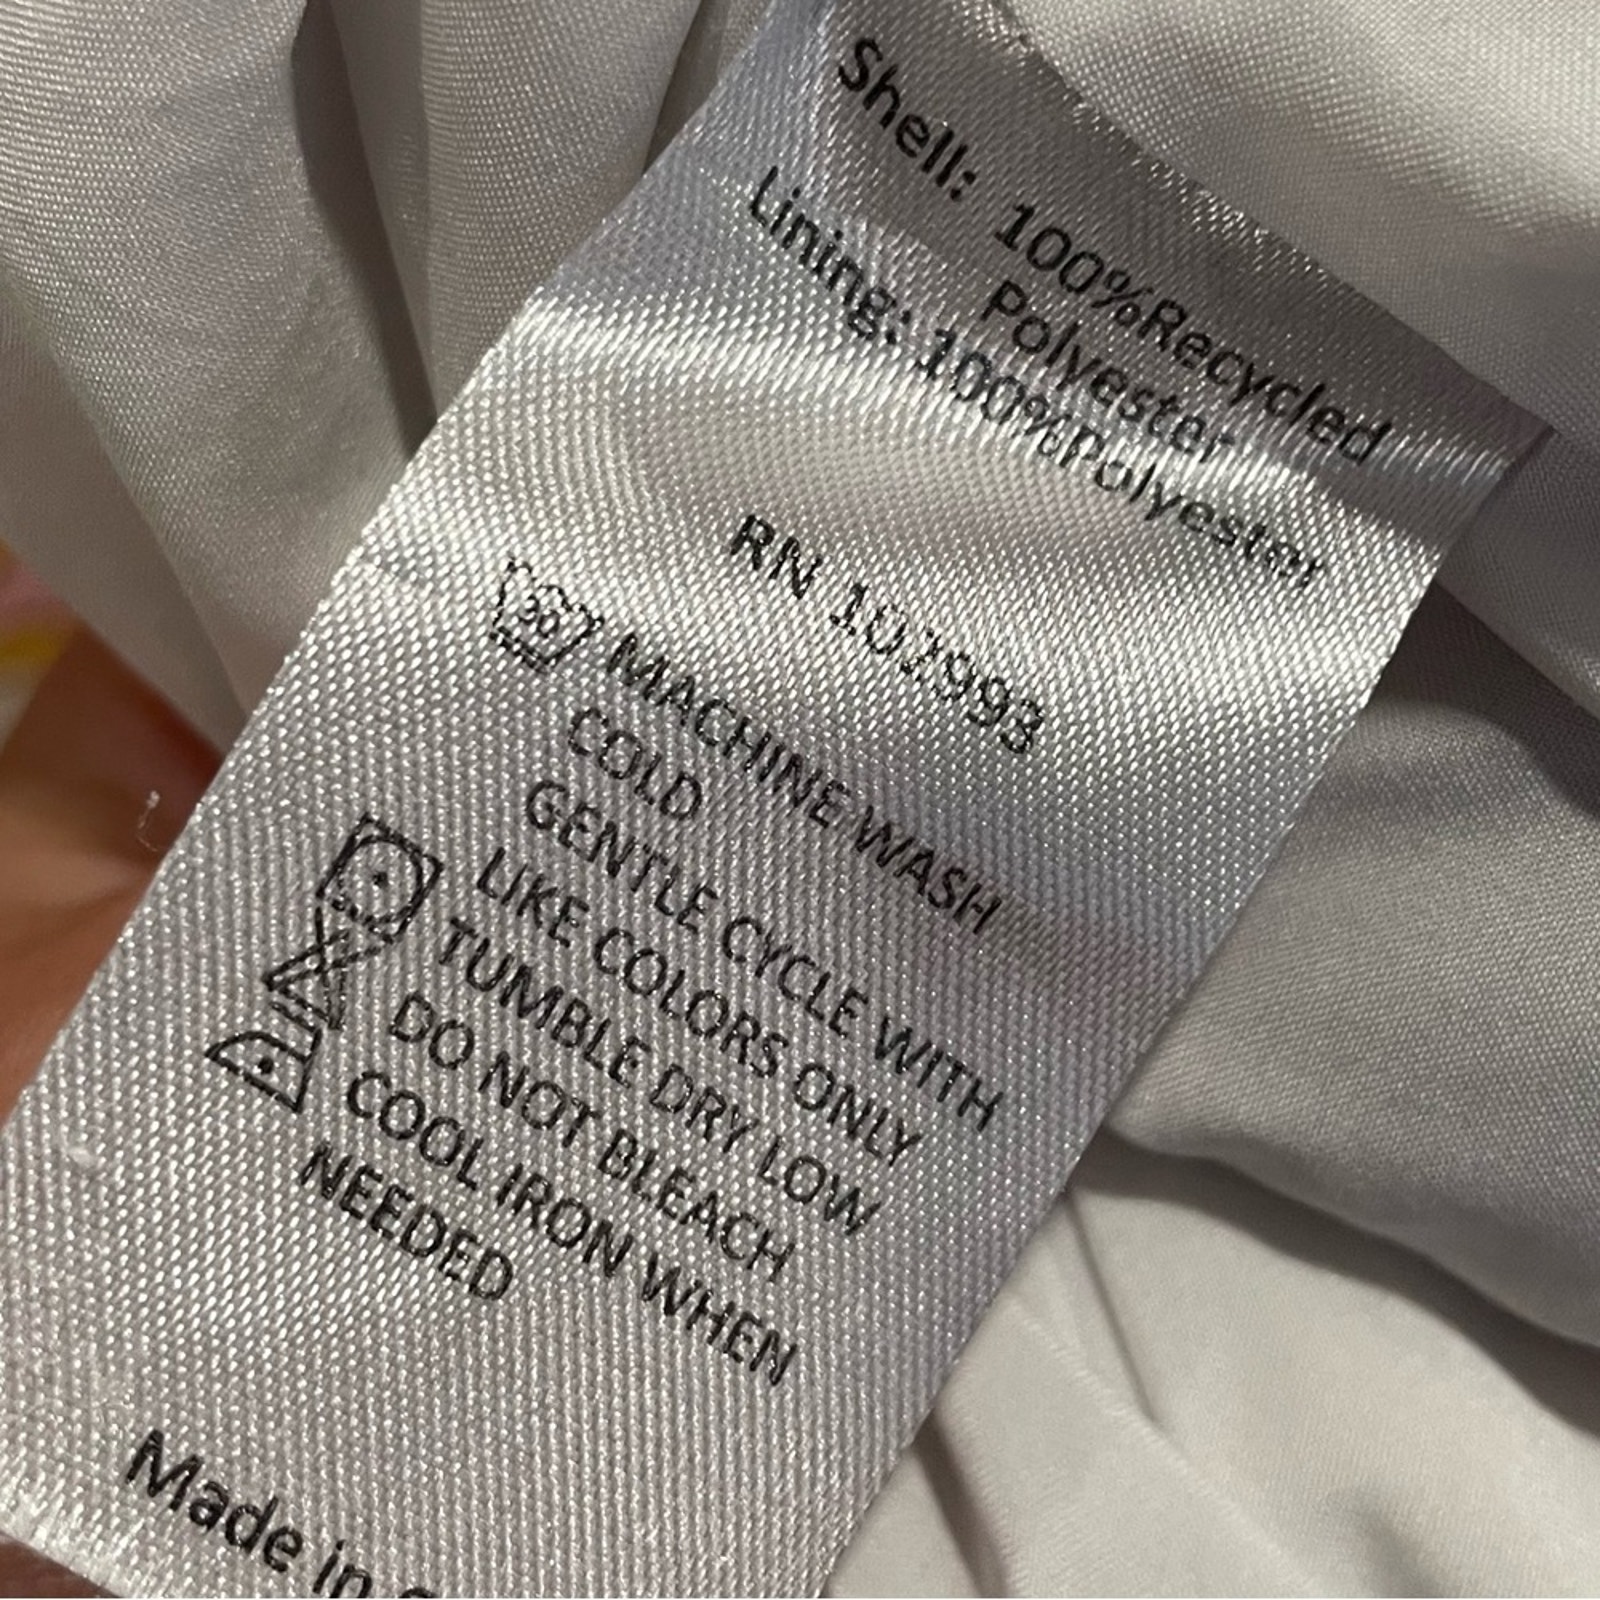 Shell: 100%Recycled
Polyester
Lining: 100%Polyester
RN 102993
30 MACHINE WASH
COLD
GENTLE CYCLE WITH
LIKE COLORS ONLY
TUMBLE DRY LOW
DO NOT BLEACH
COOL IRON WHEN
NEEDED
Made in